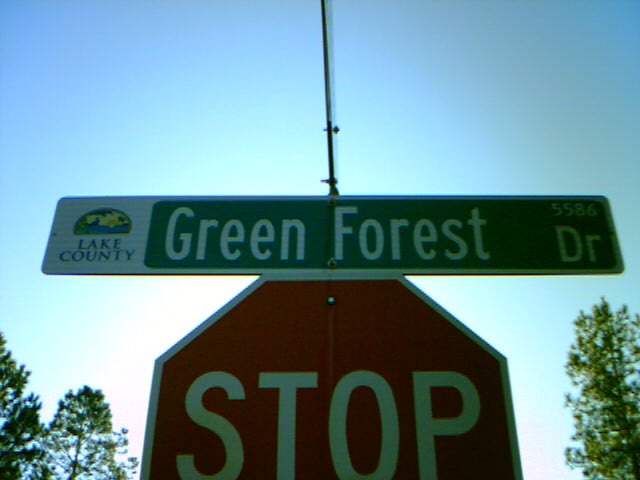 LAKE
COUNTY
Green Forest
5586
Dr
STOP